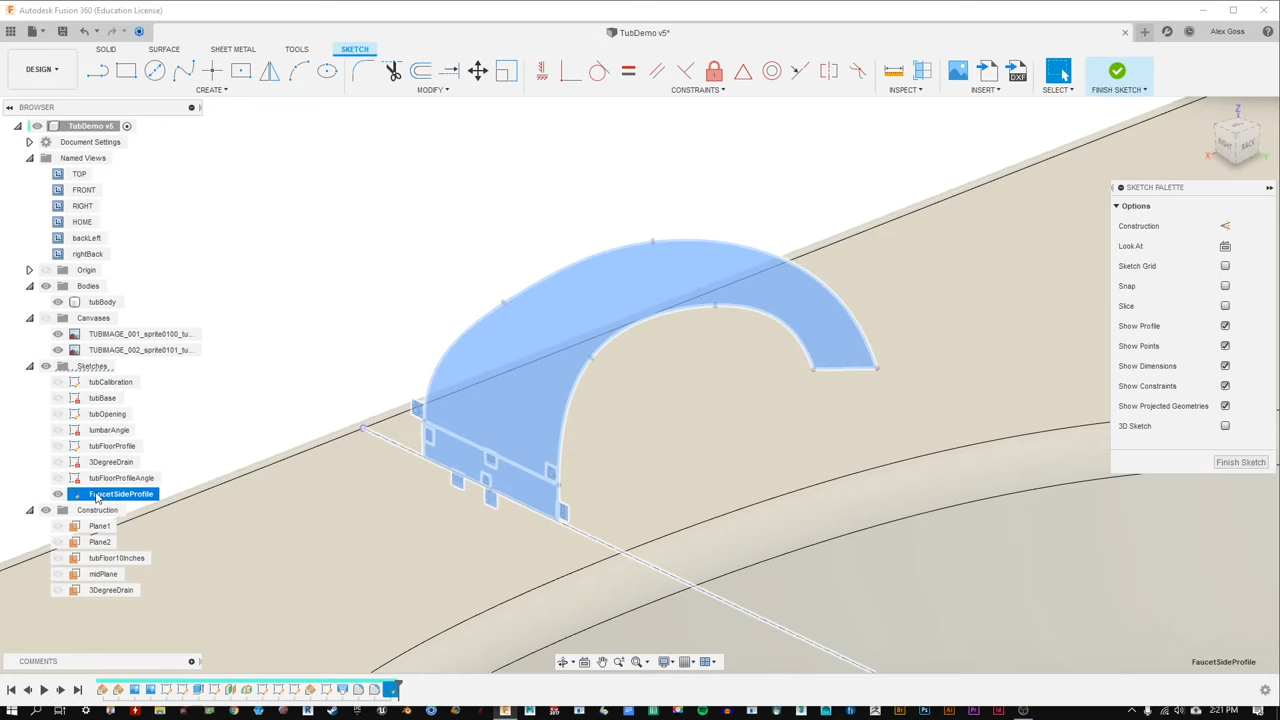 Autodesk Fusion 360 (Education License)
TubDemo v5*
Alex Goss
DESIGN
SOLID SURFACE SHEET METAL TOOLS SKETCH
CREATE MODIFY CONSTRAINTS INSPECT INSERT SELECT FINISH SKETCH
DXF
BROWSER
TubDemo v5
Document Settings
Named Views
TOP
FRONT
RIGHT
HOME
backLeft
rightBack
Origin
Bodies
tubBody
Canvases
TUBIMAGE_001_sprite0100_tu...
TUBIMAGE_002_sprite0101_tu...
Sketches
tubCalibration
tubBase
tubOpening
lumbarAngle
tubFloorProfile
3DegreeDrain
tubFloorProfileAngle
FaucetSideProfile
Construction
Plane1
Plane2
tubFloor10Inches
midPlane
3DegreeDrain
Z
X
RIGHT
BACK
SKETCH PALETTE
Options
Construction
Look At
Sketch Grid
Snap
Slice
Show Profile
Show Points
Show Dimensions
Show Constraints
Show Projected Geometries
3D Sketch
Finish Sketch
COMMENTS
FaucetSideProfile
2:21 PM